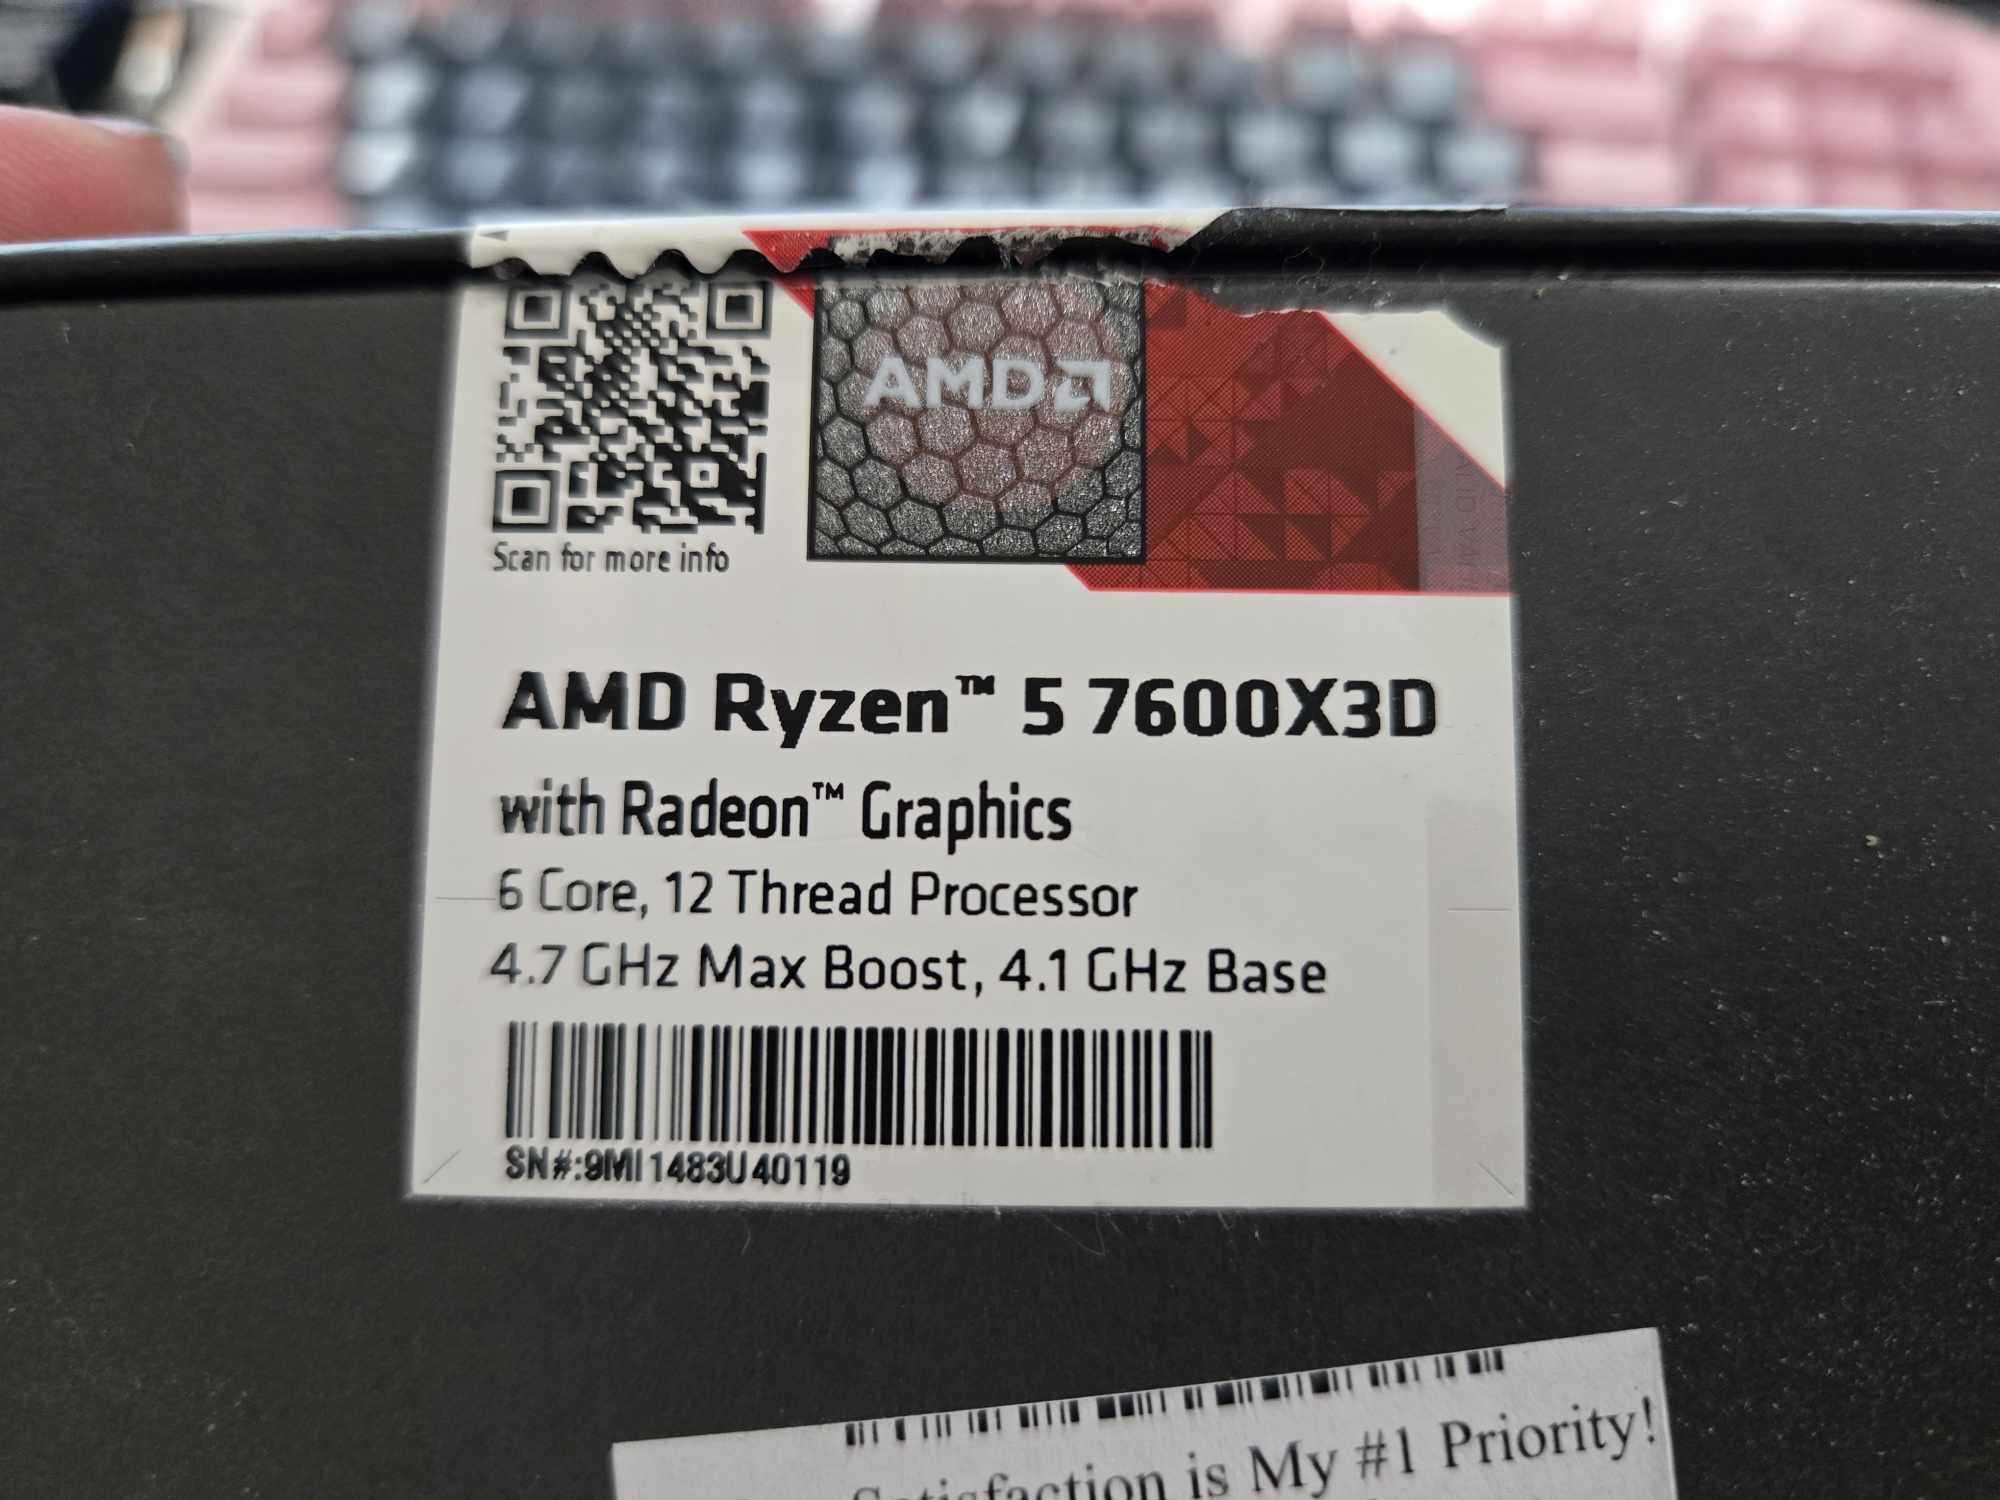 AMD
Scan for more info
AMD Ryzen™ 5 7600X3D
with Radeon™ Graphics
6 Core, 12 Thread Processor
4.7 GHz Max Boost, 4.1 GHz Base
SN#:9MI1483U40119
Satisfaction is My #1 Priority!